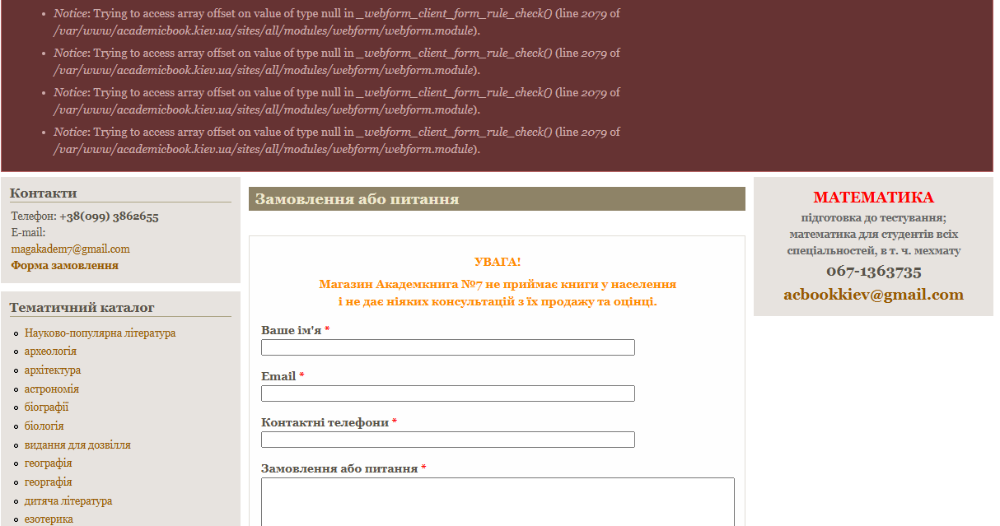 Notice: Trying to access array offset on value of type null in _webform_client_form_rule_check() (line 2079 of
/var/www/academicbook.kiev.ua/sites/all/modules/webform/webform.module).
Notice: Trying to access array offset on value of type null in _webform_client_form_rule_check() (line 2079 of
/var/www/academicbook.kiev.ua/sites/all/modules/webform/webform.module).
Notice: Trying to access array offset on value of type null in _webform_client_form_rule_check() (line 2079 of
/var/www/academicbook.kiev.ua/sites/all/modules/webform/webform.module).
Notice: Trying to access array offset on value of type null in _webform_client_form_rule_check() (line 2079 of
/var/www/academicbook.kiev.ua/sites/all/modules/webform/webform.module).
Контакти
Телефон: +38(099) 3862655
E-mail:
magakadem7@gmail.com
Форма замовлення
Тематичний каталог
Науково-популярна література
археологія
архітектура
астрономія
біографії
біологія
видання для дозвілля
географія
георгафія
дитяча література
езотерика
Замовлення або питання
УВАГА!
Магазин Академкнига №7 не приймає книги у населення
і не дає ніяких консультацій з їх продажу та оцінці.
Ваше ім'я *
Email *
Контактні телефони *
Замовлення або питання *
МАТЕМАТИКА
підготовка до тестування;
математика для студентів всіх
спеціальностей, в т. ч. мехмату
067-1363735
acbookkiev@gmail.com